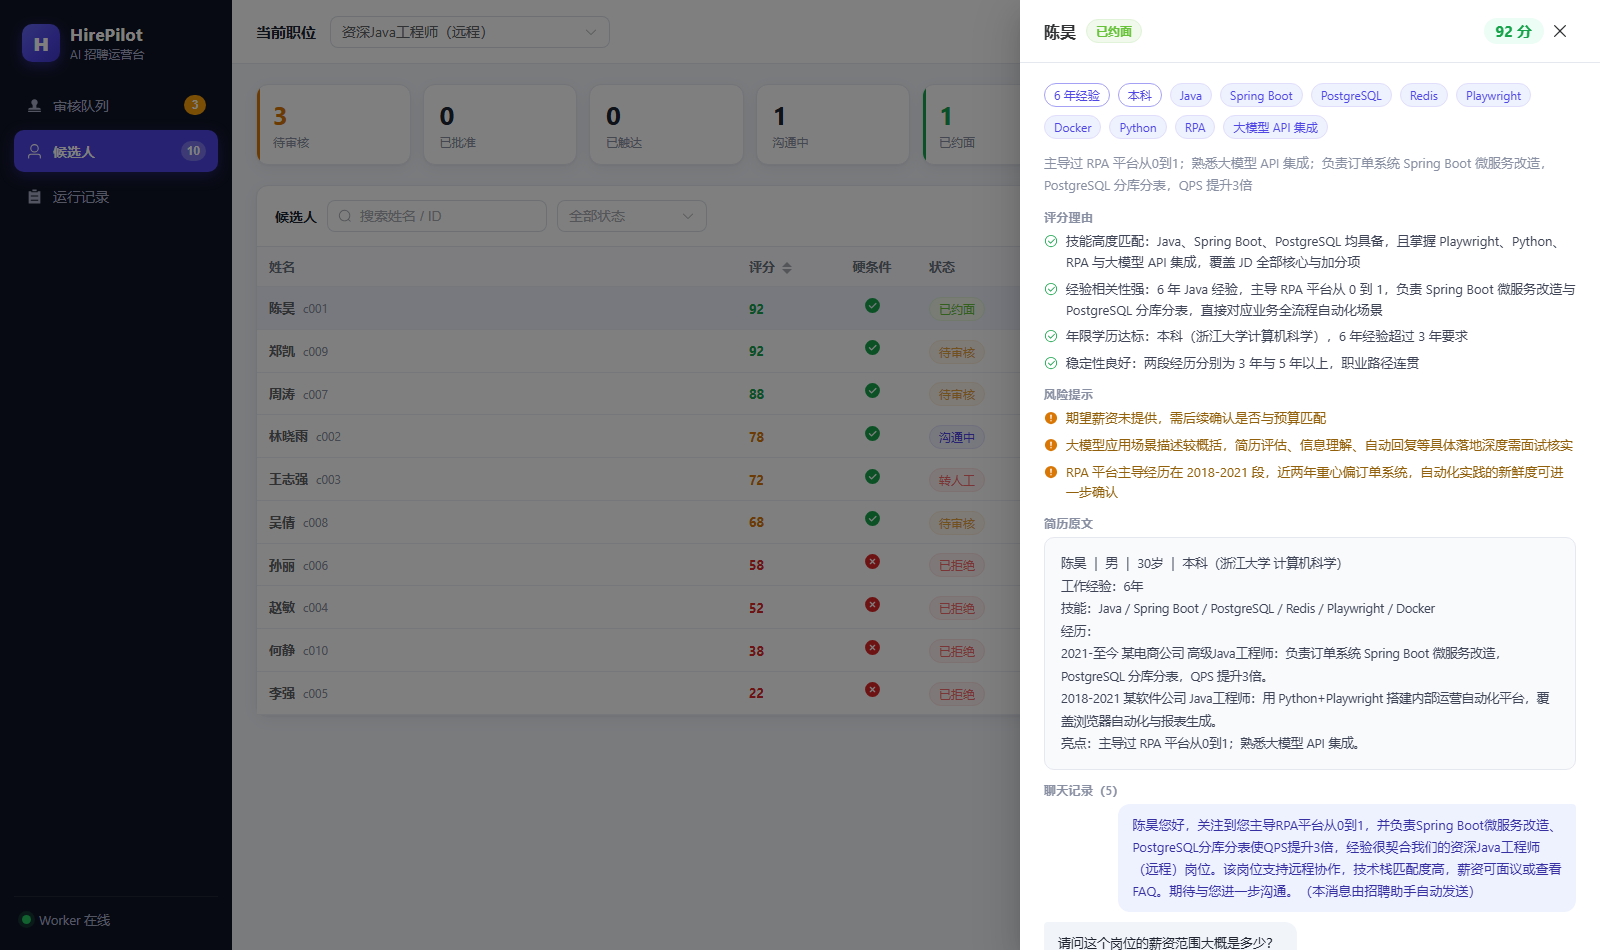 HirePilot
AI 招聘运营台
审核队列 3
候选人 10
运行记录
Worker 在线
当前职位 资深Java工程师（远程）
3 待审核
0 已批准
0 已触达
1 沟通中
1 已约面
候选人 搜索姓名 / ID 全部状态
姓名 评分 硬条件 状态
陈昊 c001 92 已约面
郑凯 c009 92 待审核
周涛 c007 88 待审核
林晓雨 c002 78 沟通中
王志强 c003 72 转人工
吴倩 c008 68 待审核
孙丽 c006 58 已拒绝
赵敏 c004 52 已拒绝
何静 c010 38 已拒绝
李强 c005 22 已拒绝
陈昊 已约面 92 分
6 年经验 本科 Java Spring Boot PostgreSQL Redis Playwright
Docker Python RPA 大模型 API 集成
主导过 RPA 平台从0到1；熟悉大模型 API 集成；负责订单系统 Spring Boot 微服务改造，
PostgreSQL 分库分表，QPS 提升3倍
评分理由
技能高度匹配：Java、Spring Boot、PostgreSQL 均具备，且掌握 Playwright、Python、
RPA 与大模型 API 集成，覆盖 JD 全部核心与加分项
经验相关性强：6 年 Java 经验，主导 RPA 平台从 0 到 1，负责 Spring Boot 微服务改造与
PostgreSQL 分库分表，直接对应业务全流程自动化场景
年限学历达标：本科（浙江大学计算机科学），6 年经验超过 3 年要求
稳定性良好：两段经历分别为 3 年与 5 年以上，职业路径连贯
风险提示
期望薪资未提供，需后续确认是否与预算匹配
大模型应用场景描述较概括，简历评估、信息理解、自动回复等具体落地深度需面试核实
RPA 平台主导经历在 2018-2021 段，近两年重心偏订单系统，自动化实践的新鲜度可进
一步确认
简历原文
陈昊 | 男 | 30岁 | 本科（浙江大学 计算机科学）
工作经验：6年
技能：Java / Spring Boot / PostgreSQL / Redis / Playwright / Docker
经历：
2021-至今 某电商公司 高级Java工程师：负责订单系统 Spring Boot 微服务改造，
PostgreSQL 分库分表，QPS 提升3倍。
2018-2021 某软件公司 Java工程师：用 Python+Playwright 搭建内部运营自动化平台，覆
盖浏览器自动化与报表生成。
亮点：主导过 RPA 平台从0到1；熟悉大模型 API 集成。
聊天记录（5）
陈昊您好，关注到您主导RPA平台从0到1，并负责Spring Boot微服务改造、
PostgreSQL分库分表使QPS提升3倍，经验很契合我们的资深Java工程师
（远程）岗位。该岗位支持远程协作，技术栈匹配度高，薪资可面议或查看
FAQ。期待与您进一步沟通。（本消息由招聘助手自动发送）
请问这个岗位的薪资范围大概是多少？